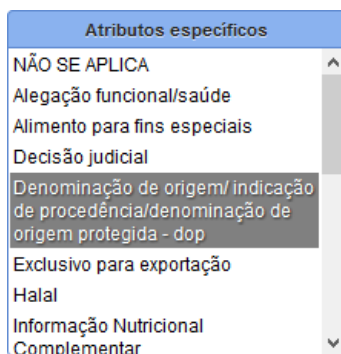 Atributos específicos
NÃO SE APLICA
Alegação funcional/saúde
Alimento para fins especiais
Decisão judicial
Denominação de origem/ indicação
de procedência/denominação de
origem protegida - dop
Exclusivo para exportação
Halal
Informação Nutricional
Complementar